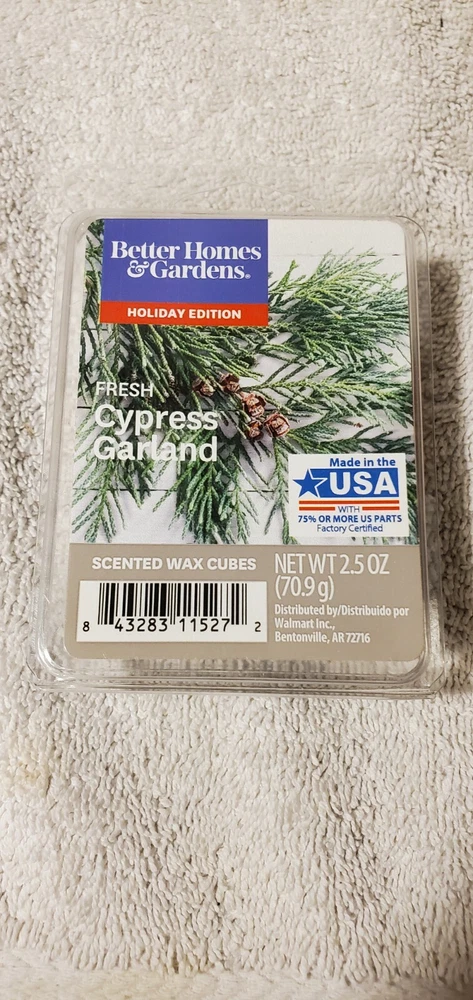 Better Homes
& Gardens®
HOLIDAY EDITION
FRESH
Cypress
Garland
Made in the
USA
WITH
75% OR MORE US PARTS
Factory Certified
SCENTED WAX CUBES
NET WT 2.5 OZ
(70.9 g)
Distributed by/Distribuido por
Walmart Inc.,
Bentonville, AR 72716
8 43283 11527 2